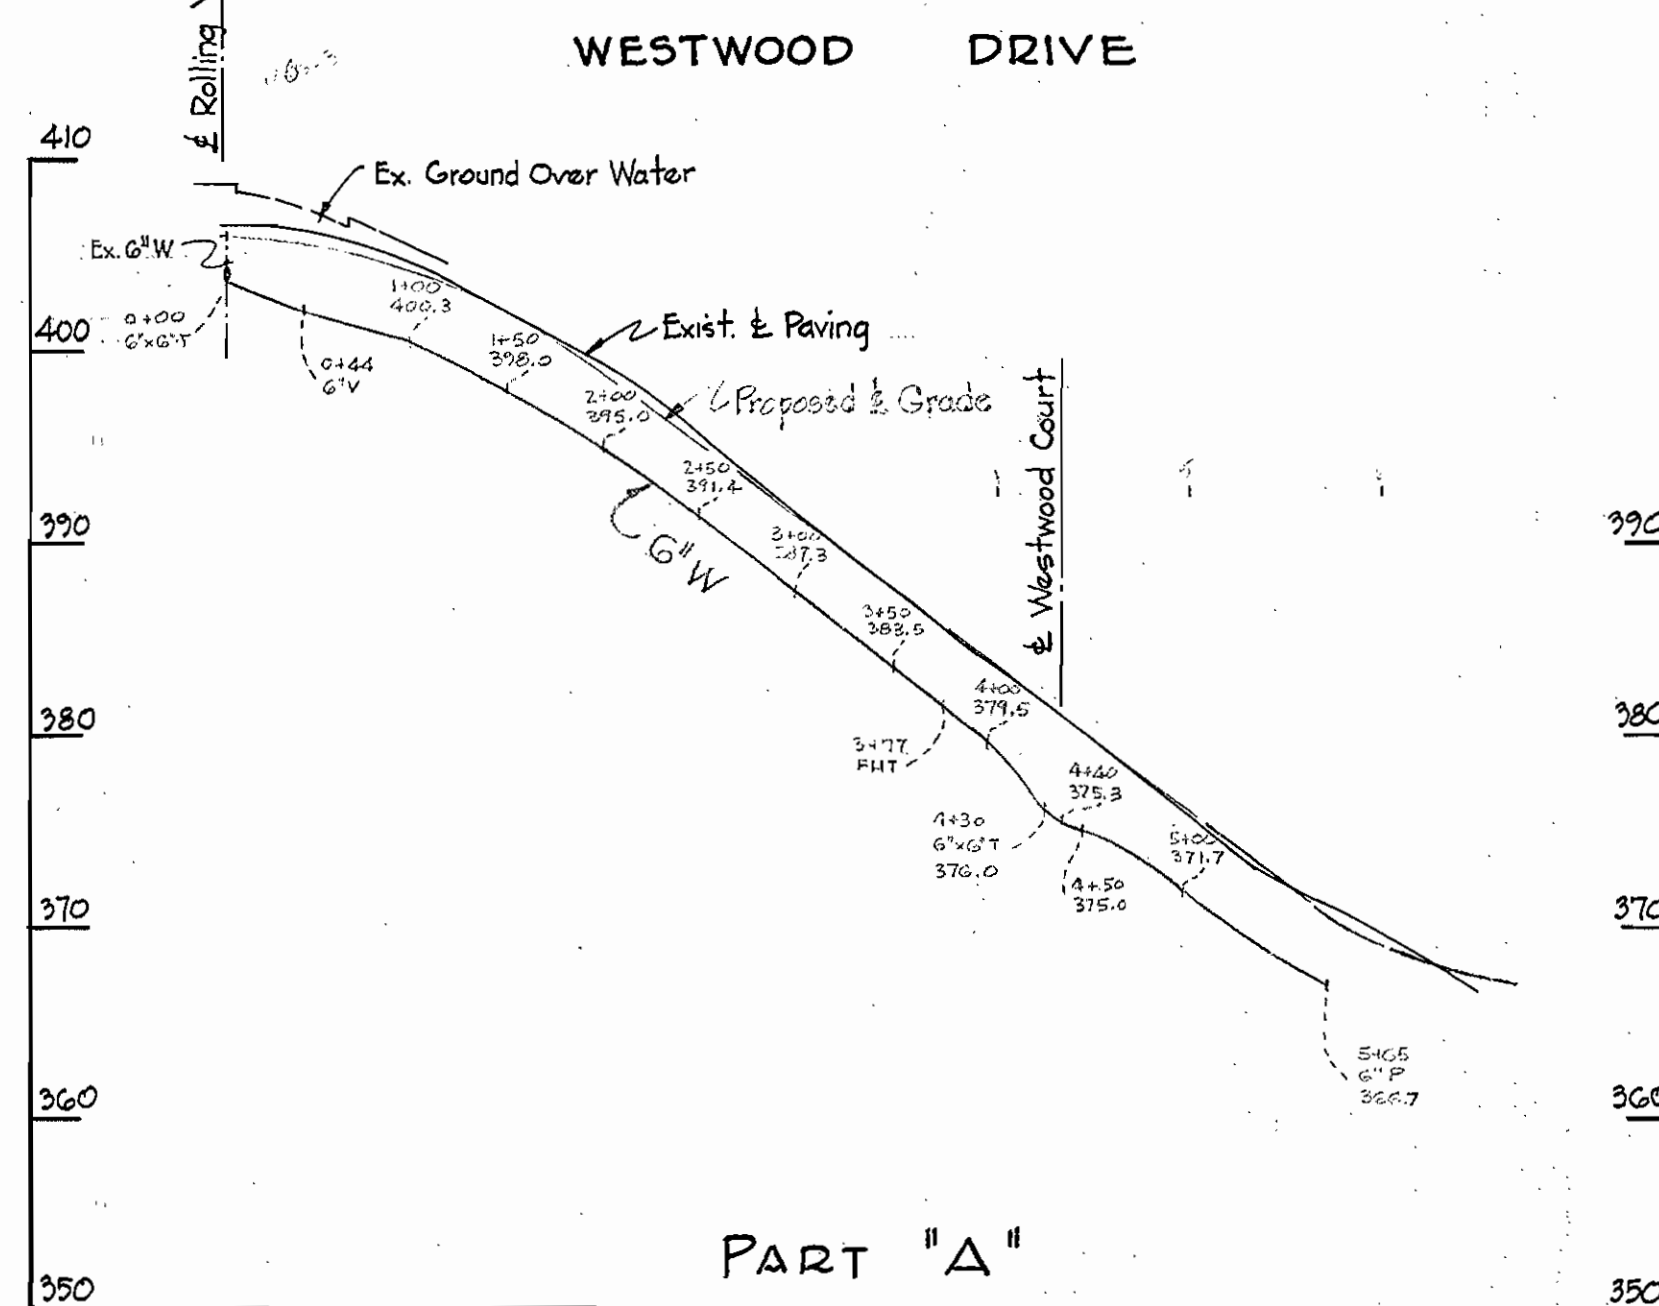 WESTWOOD DRIVE
℄ Rolling
410
Ex. Ground Over Water
Ex. 6"W
0+00
6"x6"T
400
0+44
6"V
1+00
400.3
1+50
398.0
Exist. ℄ Paving
2+00
395.0
Proposed ℄ Grade
2+50
391.4
6"W
℄ Westwood Court
390
390
3+00
3+50
383.5
4+00
379.5
380
380
3+77
FHT
4+40
375.3
4+30
6"x6"T
376.0
5+00
371.7
4+50
375.0
370
370
5+65
6"P
366.7
360
360
PART "A"
350
350